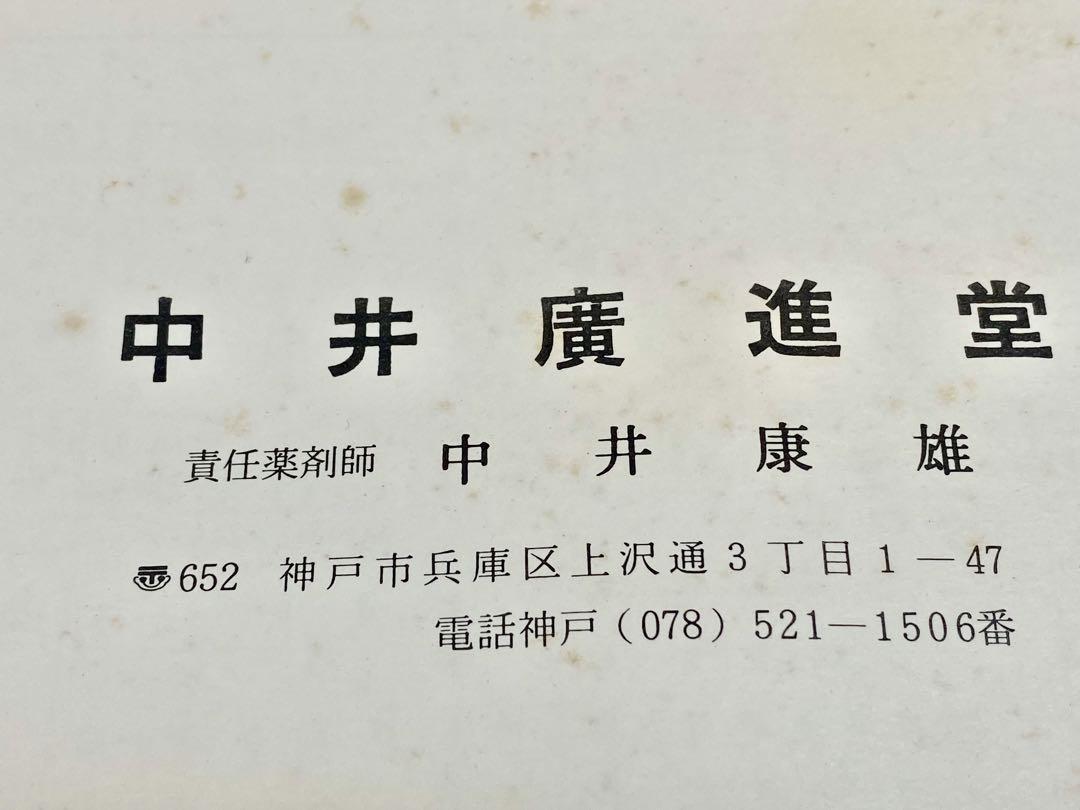 中井廣進堂
責任薬剤師 中井康雄
〠652 神戸市兵庫区上沢通3丁目1-47
電話神戸(078)521-1506番